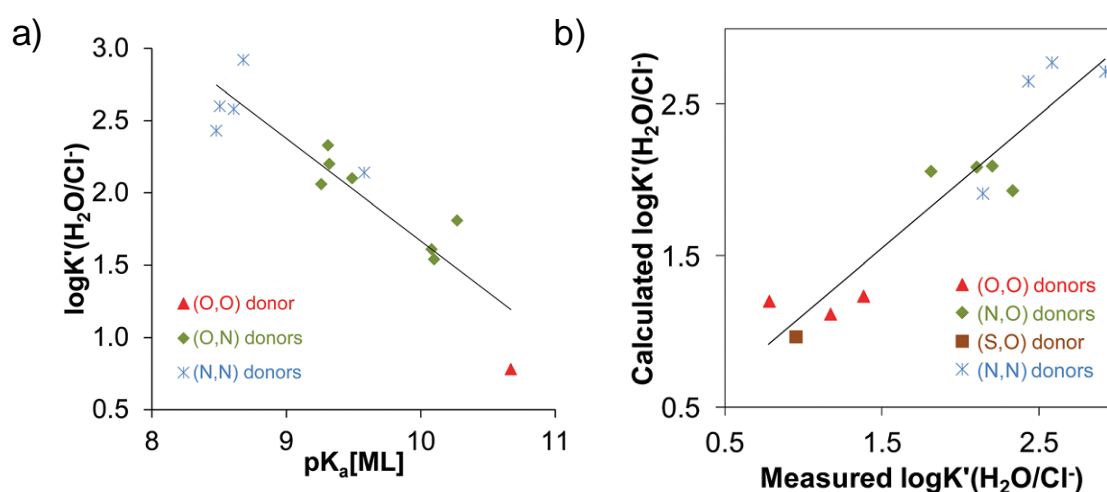 a)
logK'(H₂O/Cl⁻)
3.0
2.5
2.0
1.5
1.0
0.5
(O,O) donor
(O,N) donors
(N,N) donors
8
9
10
11
pKₐ[ML]
b)
Calculated logK'(H₂O/Cl⁻)
2.5
1.5
0.5
(O,O) donors
(N,O) donors
(S,O) donor
(N,N) donors
0.5
1.5
2.5
Measured logK'(H₂O/Cl⁻)